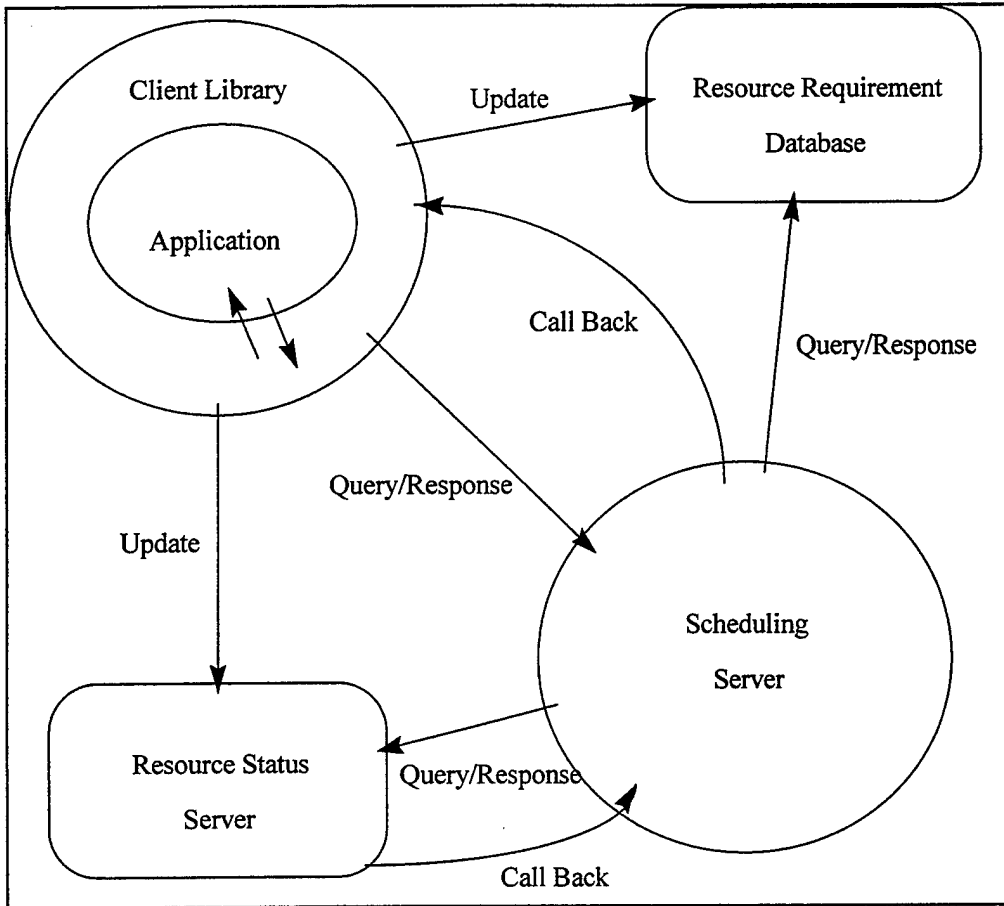 Client Library
Application
Update
Resource Requirement
Database
Call Back
Query/Response
Query/Response
Update
Scheduling
Server
Resource Status
Server
Query/Response
Call Back